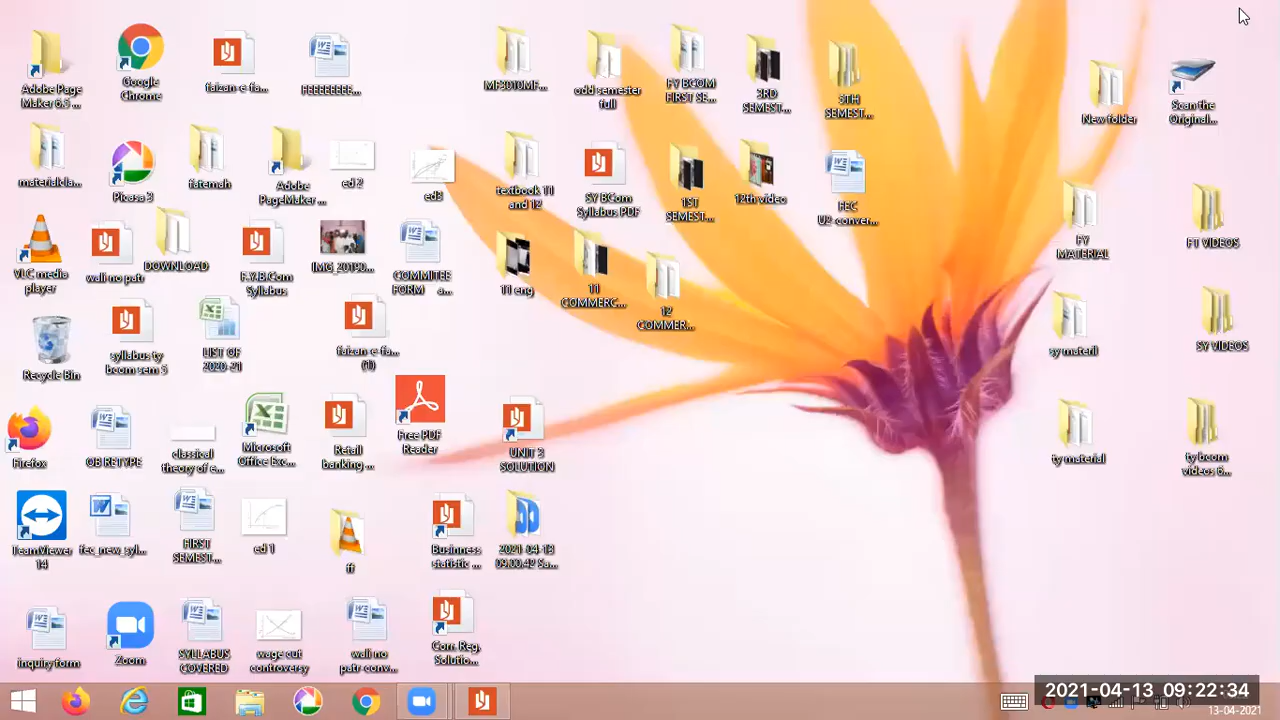 Adobe Page
Maker 6.5 ...
Google
Chrome
faizan-e-fa...
FEEEEEEEE...
MF3010MF...
odd semester
full
FY BCOM
FIRST SE...
3RD
SEMEST...
5TH
SEMEST...
New folder
Scan the
Original...
material-la...
Picasa 3
fatemah
Adobe
PageMaker ...
ed 2
ed3
textbook 11
and 12
SY BCom
Syllabus PDF
1ST
SEMEST...
12th video
FEC
U2-conver...
FY
MATERIAL
FT VIDEOS
VLC media
player
wali no patr
DOWNLOAD
F.Y.B.Com
Syllabus
IMG_20190...
COMMITEE
FORM a...
11 eng
11
COMMERC...
12
COMMER...
Recycle Bin
syllabus ty
bcom sem 5
LIST OF
2020-21
faizan-e-fa...
(1)
sy materil
SY VIDEOS
Firefox
OB RETYPE
classical
theory of e...
Microsoft
Office Exc...
Retail
banking ...
Free PDF
Reader
UNIT 3
SOLUTION
ty material
ty bcom
videos 6...
TeamViewer
14
fec_new_syl...
FIRST
SEMEST...
ed 1
ff
Businness
statistic ...
2021-04-13
09.00.42 Sa...
inquiry form
Zoom
SYLLABUS
COVERED
wage cut
controversy
wali no
patr-conv...
Corr. Reg.
Solutio...
2021-04-13 09:22:34
13-04-2021